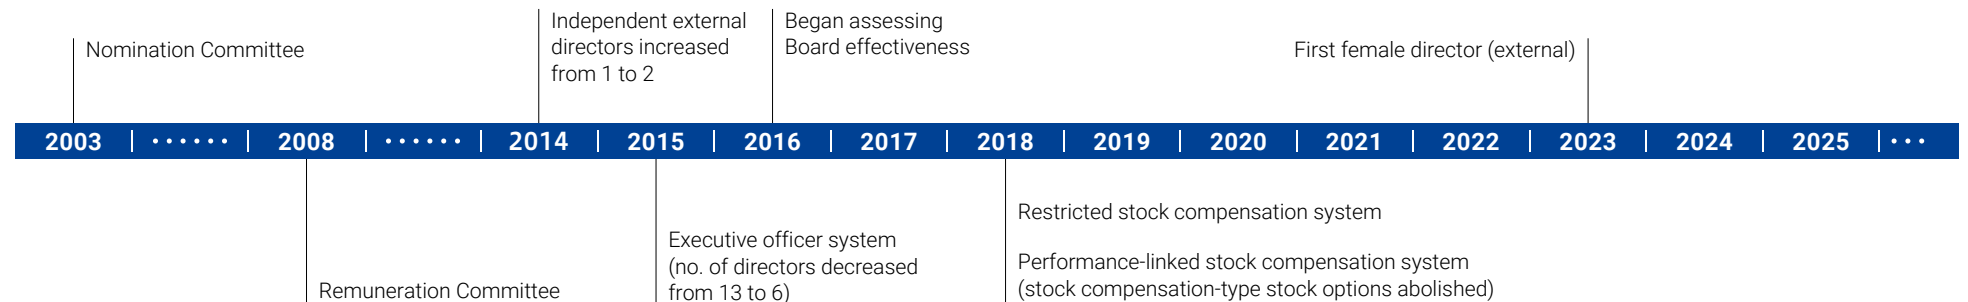 Nomination Committee
Independent external
directors increased
from 1 to 2
Began assessing
Board effectiveness
First female director (external)
2003 | ······ | 2008 | ······ | 2014 | 2015 | 2016 | 2017 | 2018 | 2019 | 2020 | 2021 | 2022 | 2023 | 2024 | 2025 | ···
Remuneration Committee
Executive officer system
(no. of directors decreased
from 13 to 6)
Restricted stock compensation system
Performance-linked stock compensation system
(stock compensation-type stock options abolished)